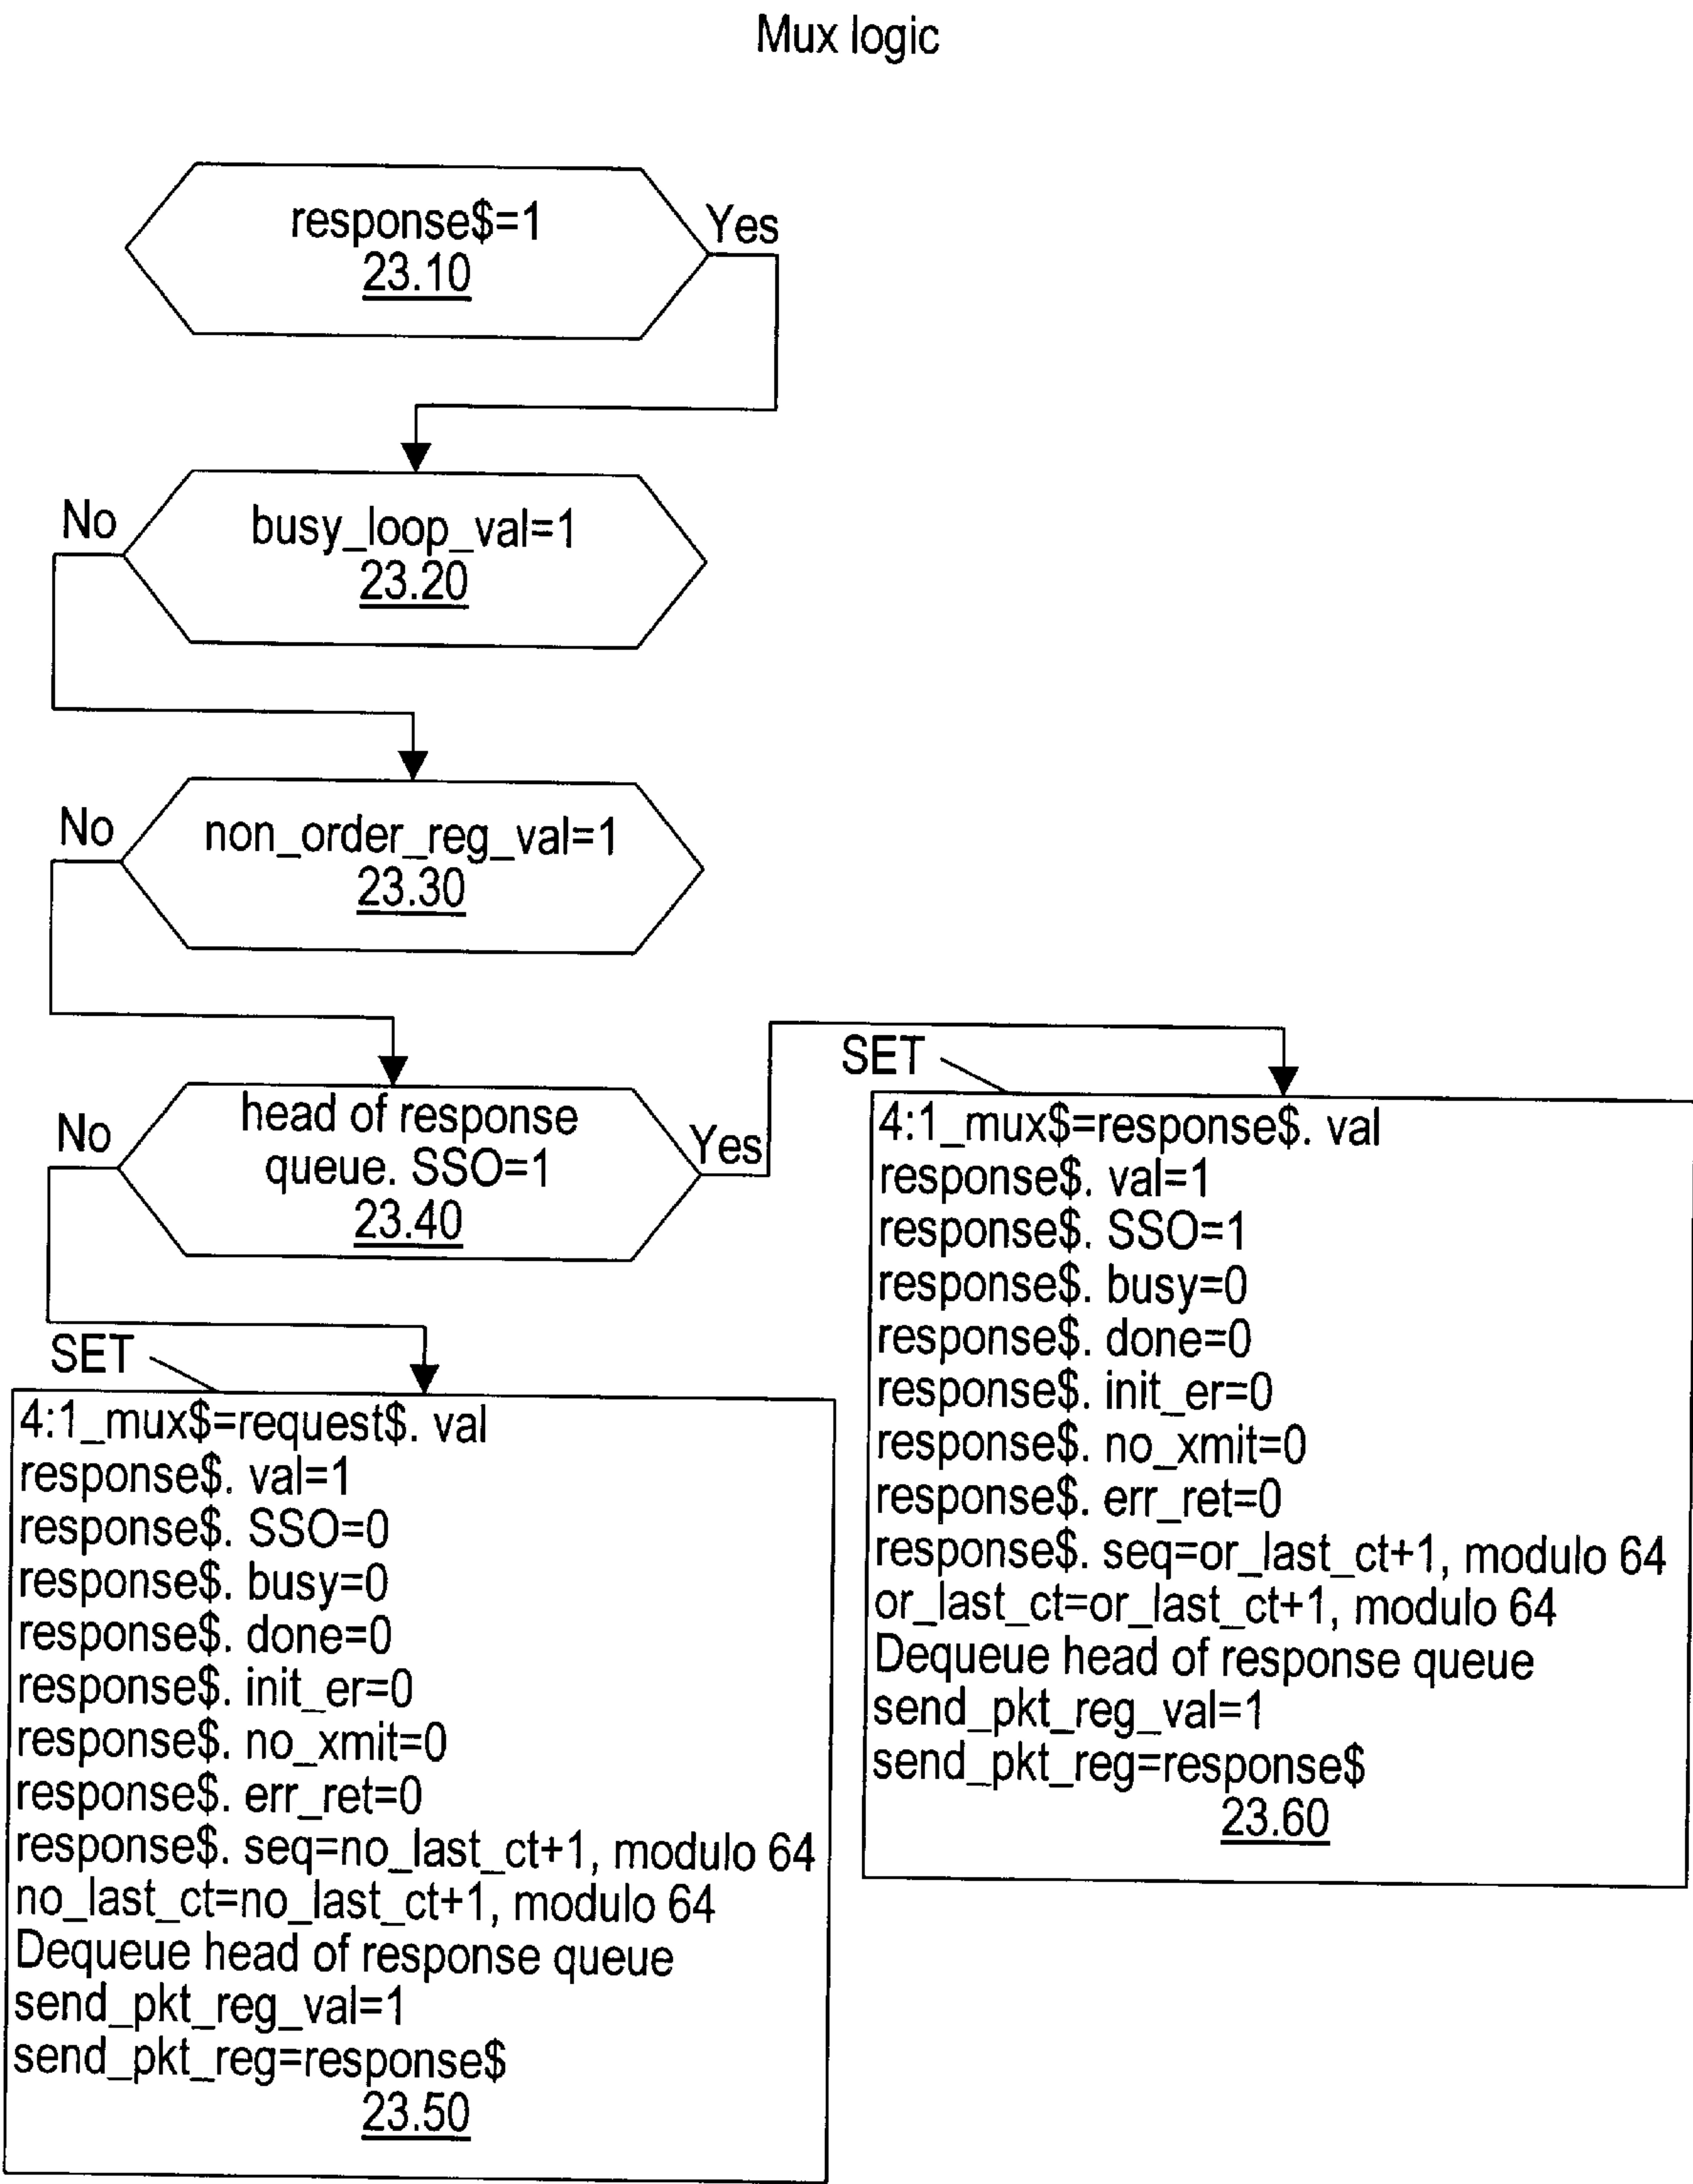 Mux logic
response$=1
23.10
Yes
busy_loop_val=1
23.20
No
non_order_reg_val=1
23.30
No
head of response
queue. SSO=1
23.40
No
Yes
SET
4:1_mux$=response$. val
response$. val=1
response$. SSO=1
response$. busy=0
response$. done=0
response$. init_er=0
response$. no_xmit=0
response$. err_ret=0
response$. seq=or_last_ct+1, modulo 64
or_last_ct=or_last_ct+1, modulo 64
Dequeue head of response queue
send_pkt_reg_val=1
send_pkt_reg=response$
23.60
SET
4:1_mux$=request$. val
response$. val=1
response$. SSO=0
response$. busy=0
response$. done=0
response$. init_er=0
response$. no_xmit=0
response$. err_ret=0
response$. seq=no_last_ct+1, modulo 64
no_last_ct=no_last_ct+1, modulo 64
Dequeue head of response queue
send_pkt_reg_val=1
send_pkt_reg=response$
23.50